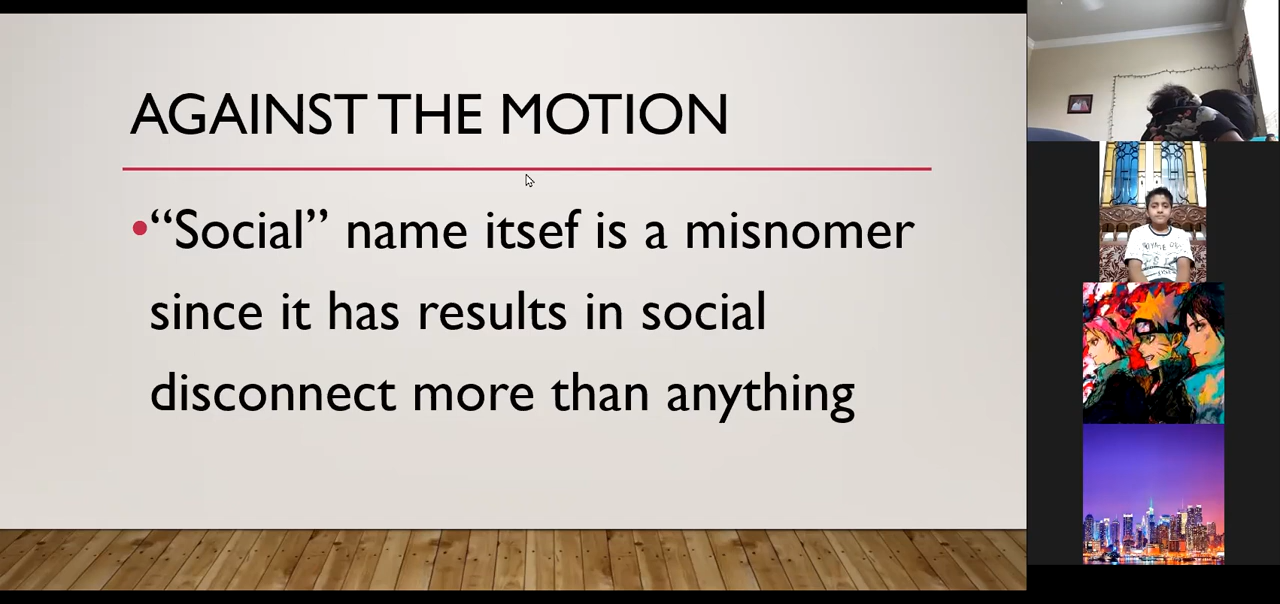 AGAINST THE MOTION
•“Social” name itsef is a misnomer
since it has results in social
disconnect more than anything